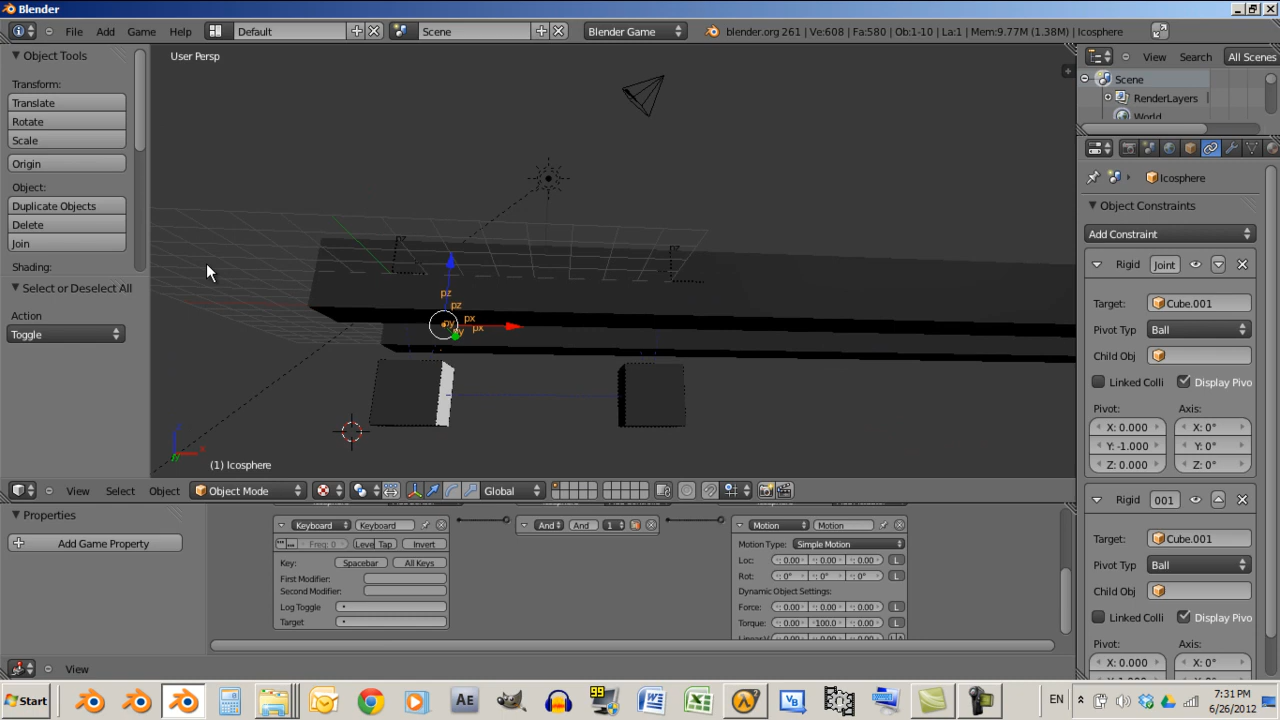 Blender
File Add Game Help Default Scene Blender Game blender.org 261 | Ve:608 | Fa:580 | Ob:1-10 | La:1 | Mem:9.77M (1.38M) | Icosphere
Object Tools
Transform:
Translate
Rotate
Scale
Origin
Object:
Duplicate Objects
Delete
Join
Shading:
Select or Deselect All
Action
Toggle
User Persp
pz
pz
pz
pz
px
px
py
z
x
y
(1) Icosphere
View Select Object Object Mode Global
Properties
Add Game Property
Keyboard Keyboard
Freq: 0 Level Tap Invert
Key: Spacebar All Keys
First Modifier:
Second Modifier:
Log Toggle
Target
And And 1
Motion Motion
Motion Type: Simple Motion
Loc: 0.00 0.00 0.00 L
Rot: 0° 0° 0° L
Dynamic Object Settings:
Force: 0.00 0.00 0.00 L
Torque: 0.00 100.0 0.00 L
View
View Search All Scenes
Scene
RenderLayers
World
Icosphere
Object Constraints
Add Constraint
Rigid Joint
Target: Cube.001
Pivot Typ Ball
Child Obj
Linked Colli Display Pivo
Pivot: Axis:
X: 0.000 X: 0°
Y: -1.000 Y: 0°
Z: 0.000 Z: 0°
Rigid 001
Target: Cube.001
Pivot Typ Ball
Child Obj
Linked Colli Display Pivo
Pivot: Axis:
X: 0.000 X: 0°
Start AE 99 EN 7:31 PM
6/26/2012